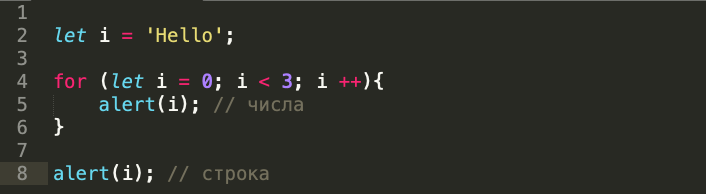 1
2 let i = 'Hello';
3
4 for (let i = 0; i < 3; i ++){
5     alert(i); // числа
6 }
7
8 alert(i); // строка